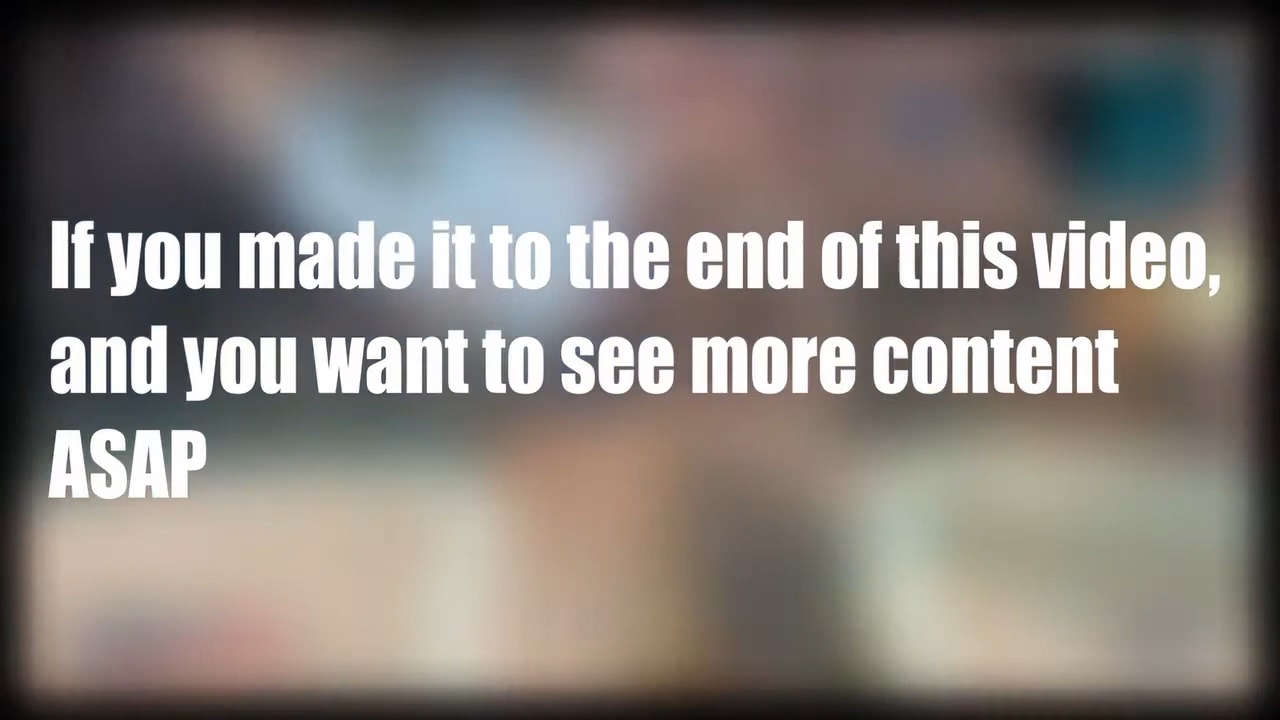 If you made it to the end of this video,
and you want to see more content
ASAP